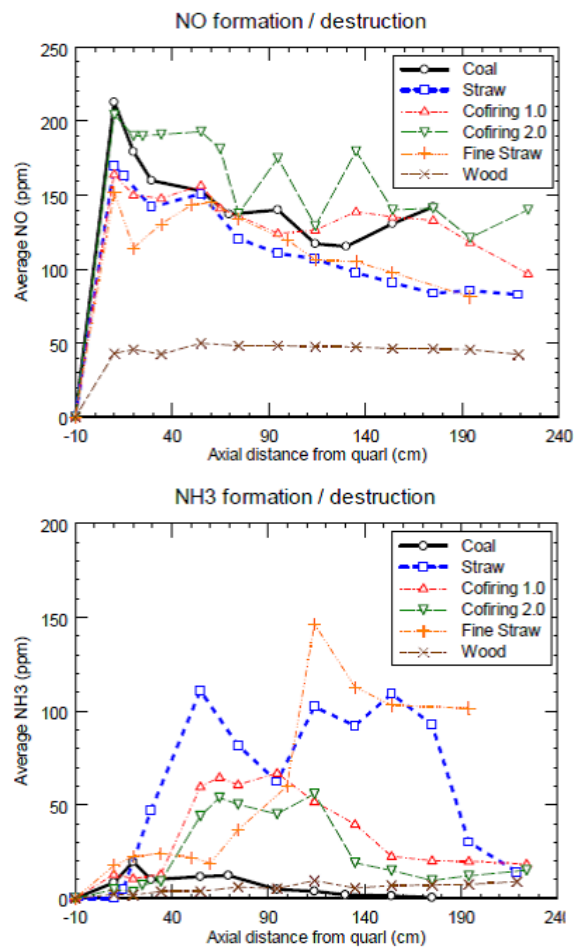 NO formation / destruction
250
200
150
100
50
0
Average NO (ppm)
Coal
Straw
Cofiring 1.0
Cofiring 2.0
Fine Straw
Wood
-10 40 90 140 190 240
Axial distance from quarl (cm)
NH3 formation / destruction
200
150
100
50
0
Average NH3 (ppm)
Coal
Straw
Cofiring 1.0
Cofiring 2.0
Fine Straw
Wood
-10 40 90 140 190 240
Axial distance from quarl (cm)